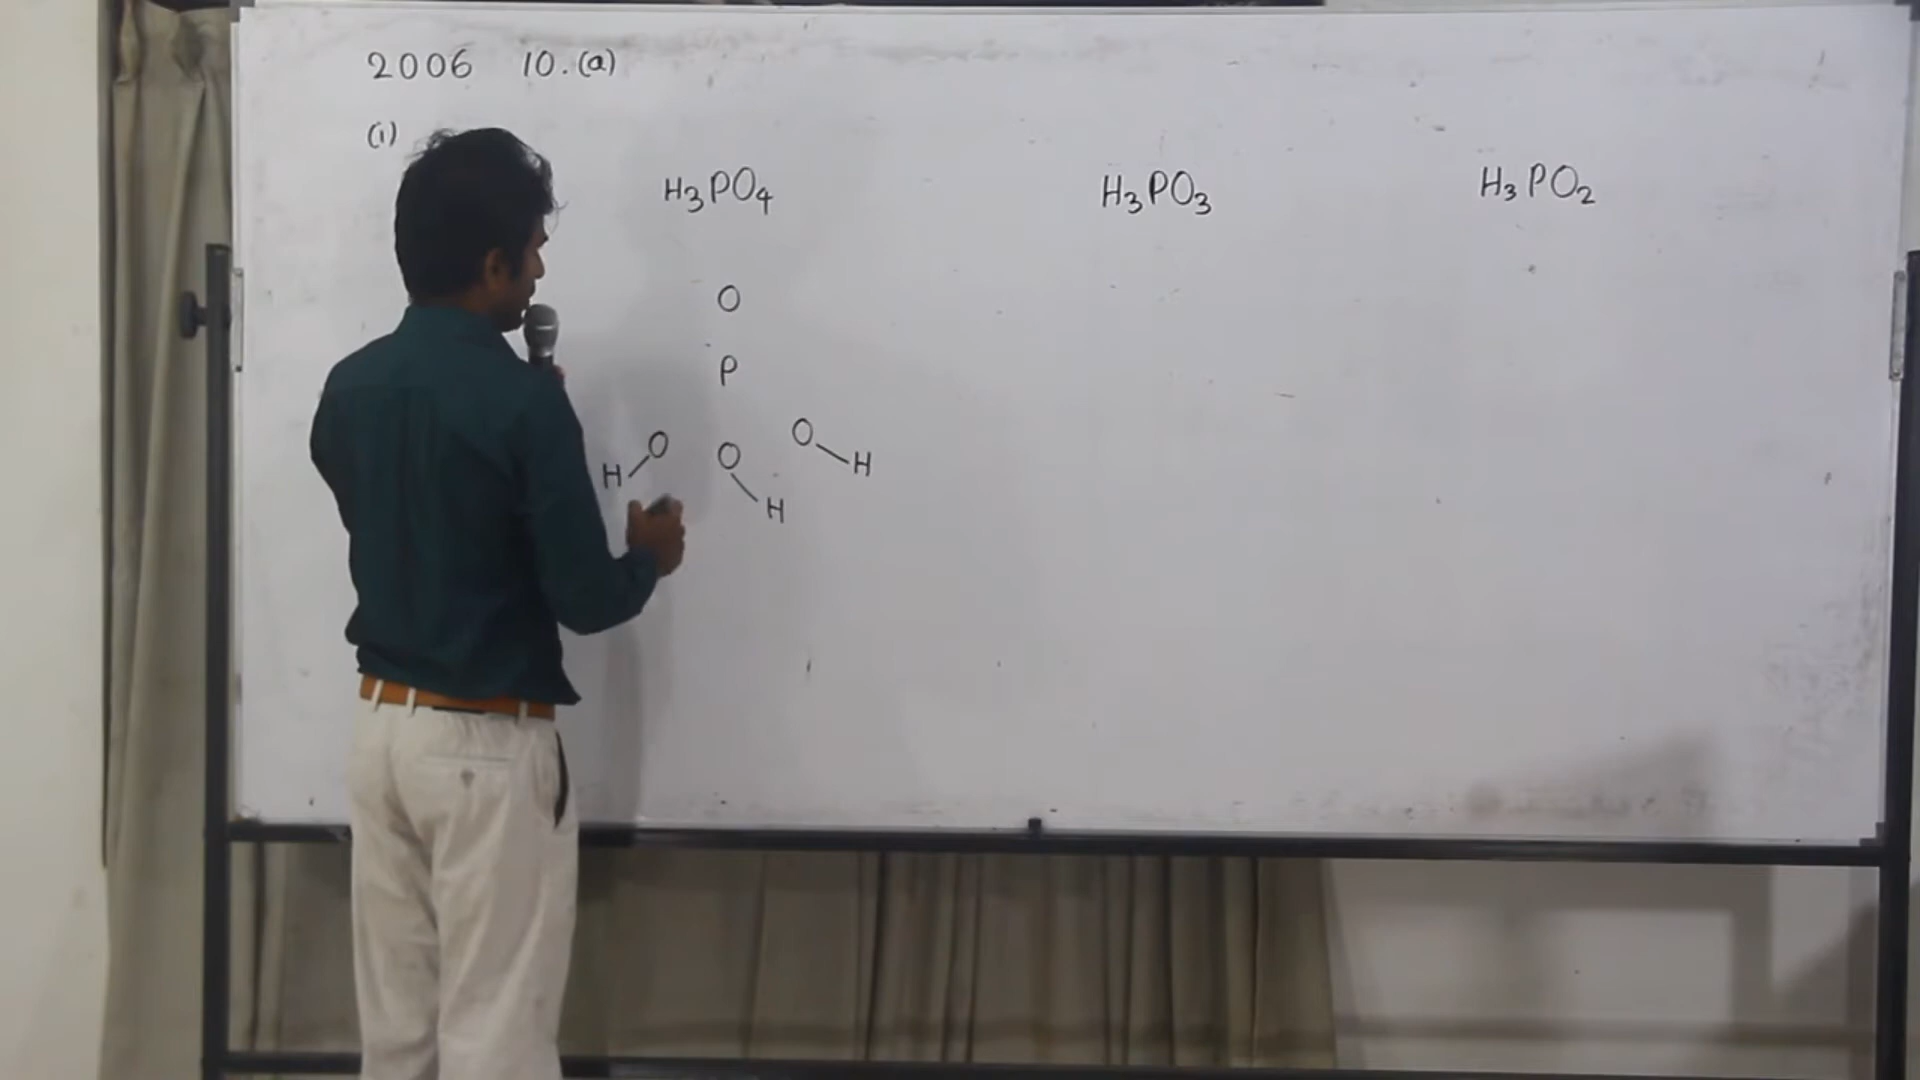 2006 10.(a)
(i)
H₃PO₄ H₃PO₃ H₃PO₂
O
P
H O O O H
H